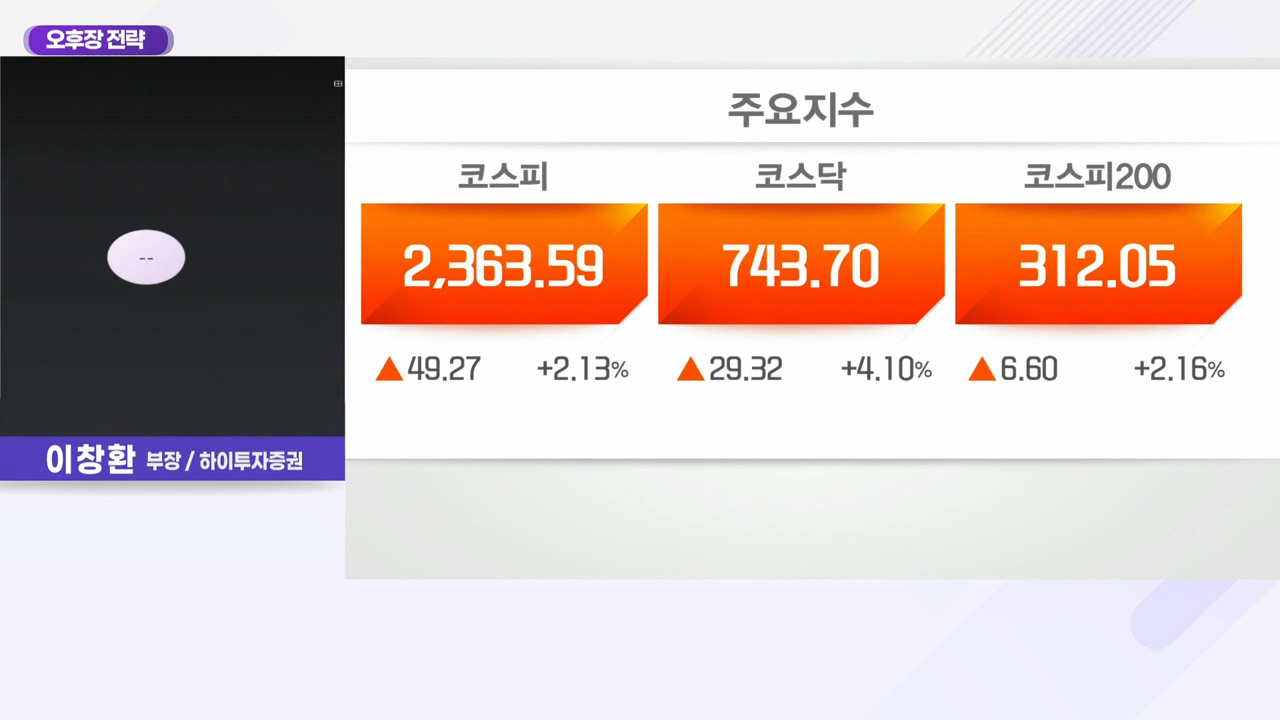 오후장 전략
주요지수
코스피 코스닥 코스피200
2,363.59 743.70 312.05
▲49.27 +2.13% ▲29.32 +4.10% ▲6.60 +2.16%
--
이창환 부장 / 하이투자증권